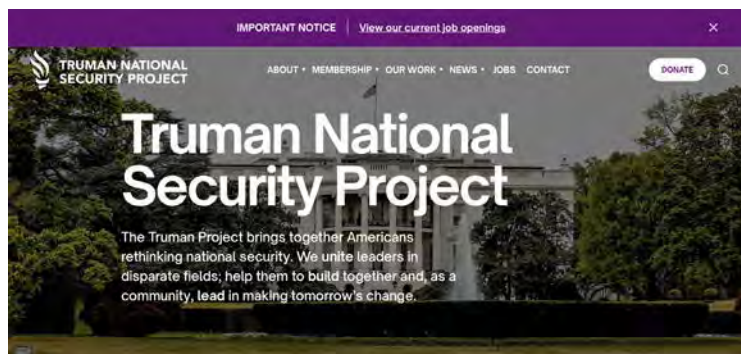 IMPORTANT NOTICE View our current job openings
TRUMAN NATIONAL
SECURITY PROJECT
ABOUT MEMBERSHIP OUR WORK NEWS JOBS CONTACT
DONATE
Truman National
Security Project
The Truman Project brings together Americans
rethinking national security. We unite leaders in
disparate fields; help them to build together and, as a
community, lead in making tomorrow's change.